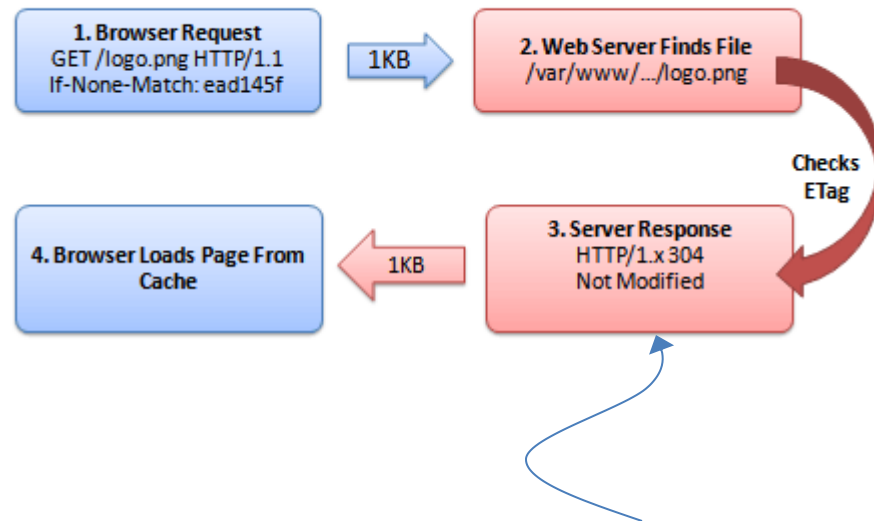 1. Browser Request
GET /logo.png HTTP/1.1
If-None-Match: ead145f
1KB
2. Web Server Finds File
/var/www/.../logo.png
Checks
ETag
3. Server Response
HTTP/1.x 304
Not Modified
1KB
4. Browser Loads Page From
Cache